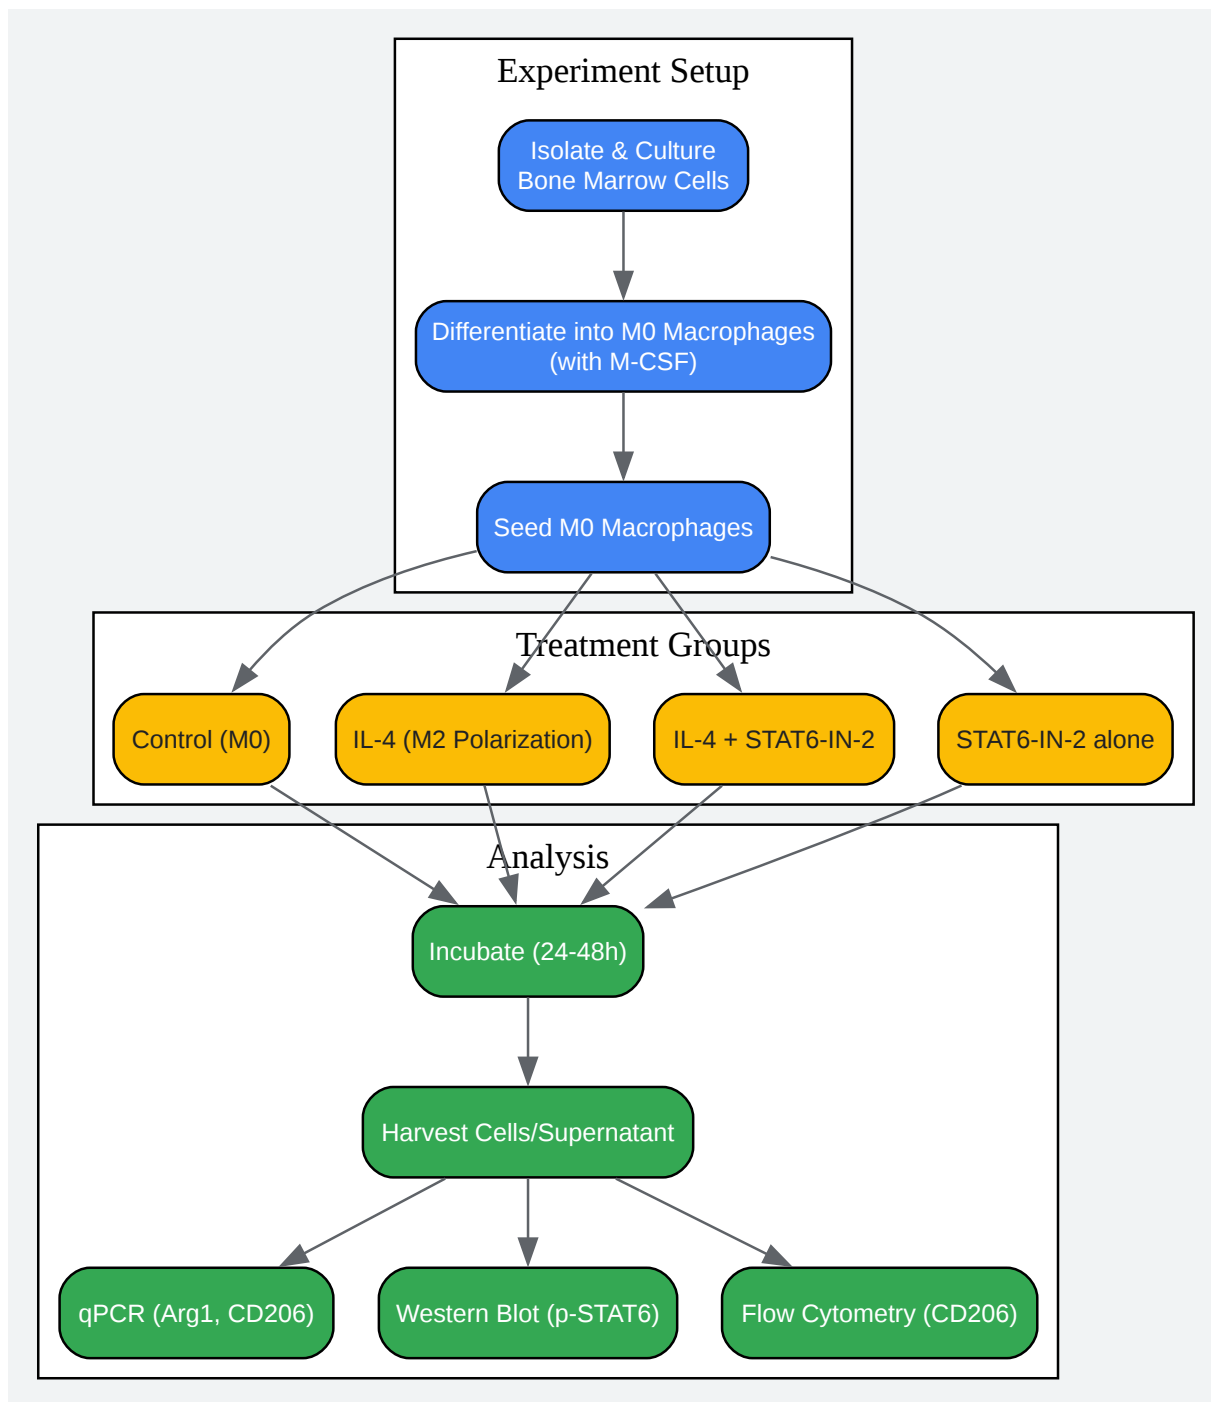 Experiment Setup
Isolate & Culture
Bone Marrow Cells
Differentiate into M0 Macrophages
(with M-CSF)
Seed M0 Macrophages
Treatment Groups
Control (M0)
IL-4 (M2 Polarization)
IL-4 + STAT6-IN-2
STAT6-IN-2 alone
Analysis
Incubate (24-48h)
Harvest Cells/Supernatant
qPCR (Arg1, CD206)
Western Blot (p-STAT6)
Flow Cytometry (CD206)